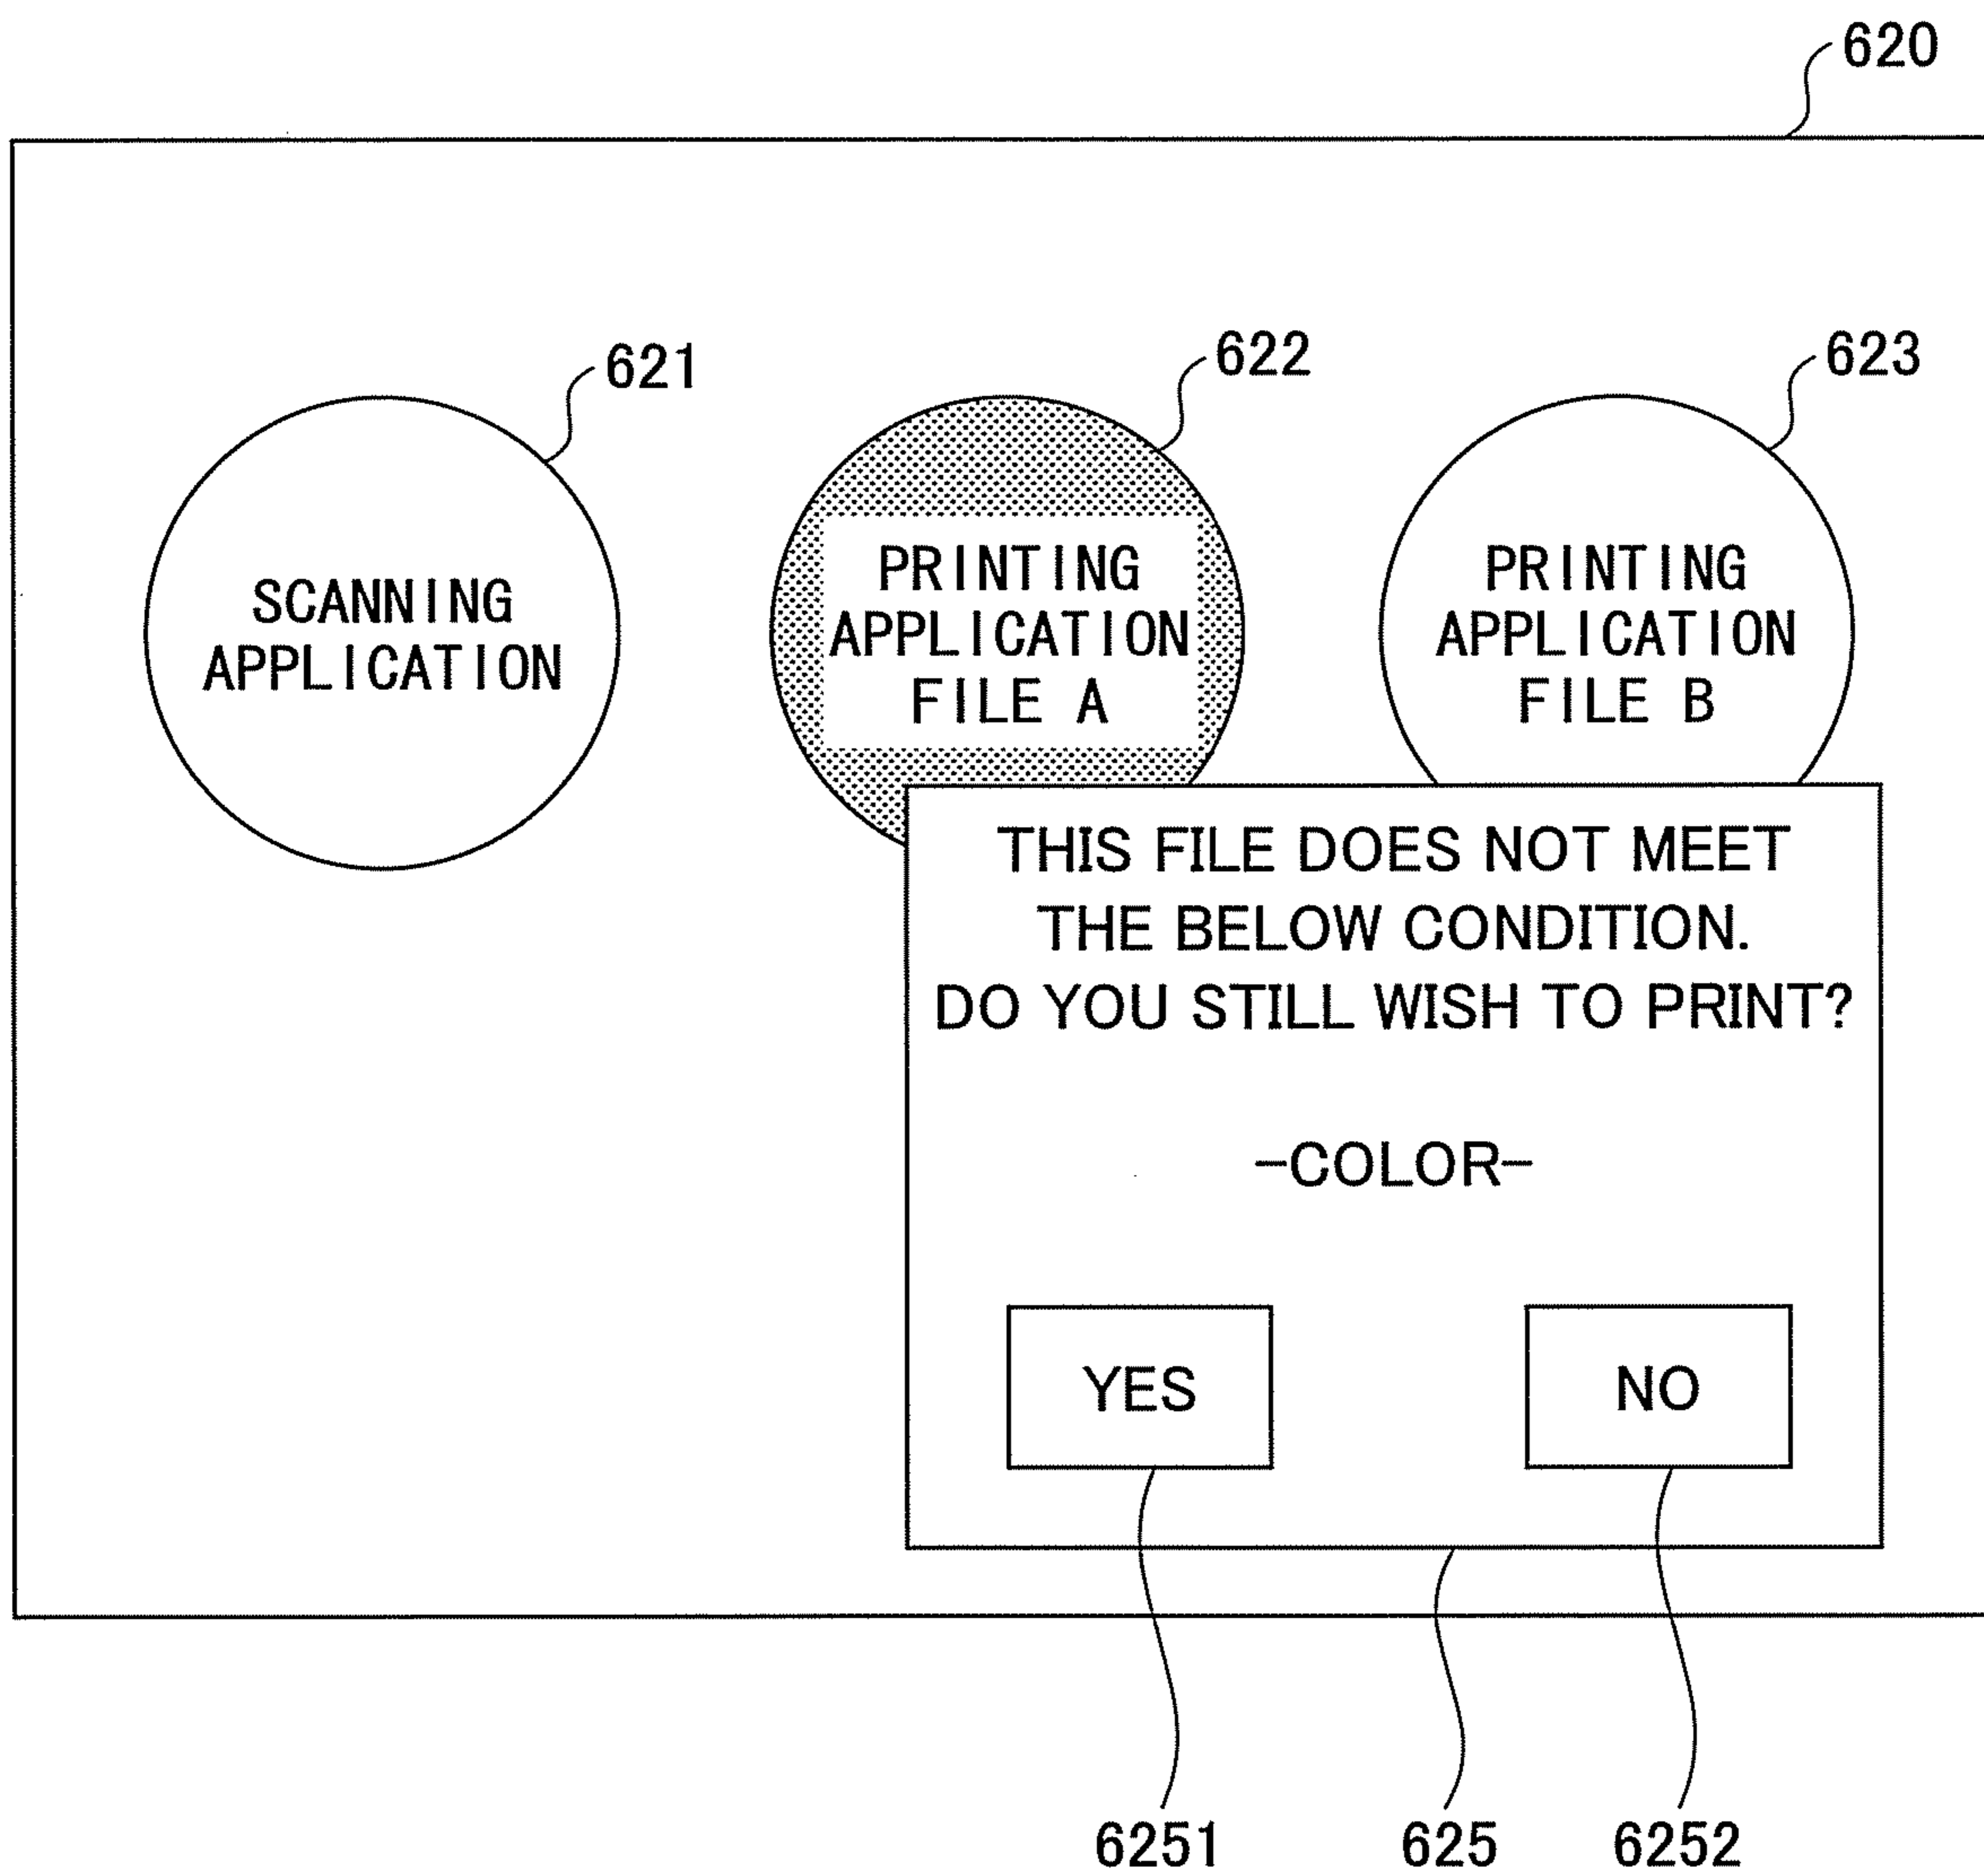 620
621
622
623
SCANNING
APPLICATION
PRINTING
APPLICATION
FILE A
PRINTING
APPLICATION
FILE B
THIS FILE DOES NOT MEET
THE BELOW CONDITION.
DO YOU STILL WISH TO PRINT?
-COLOR-
YES
NO
6251
625
6252